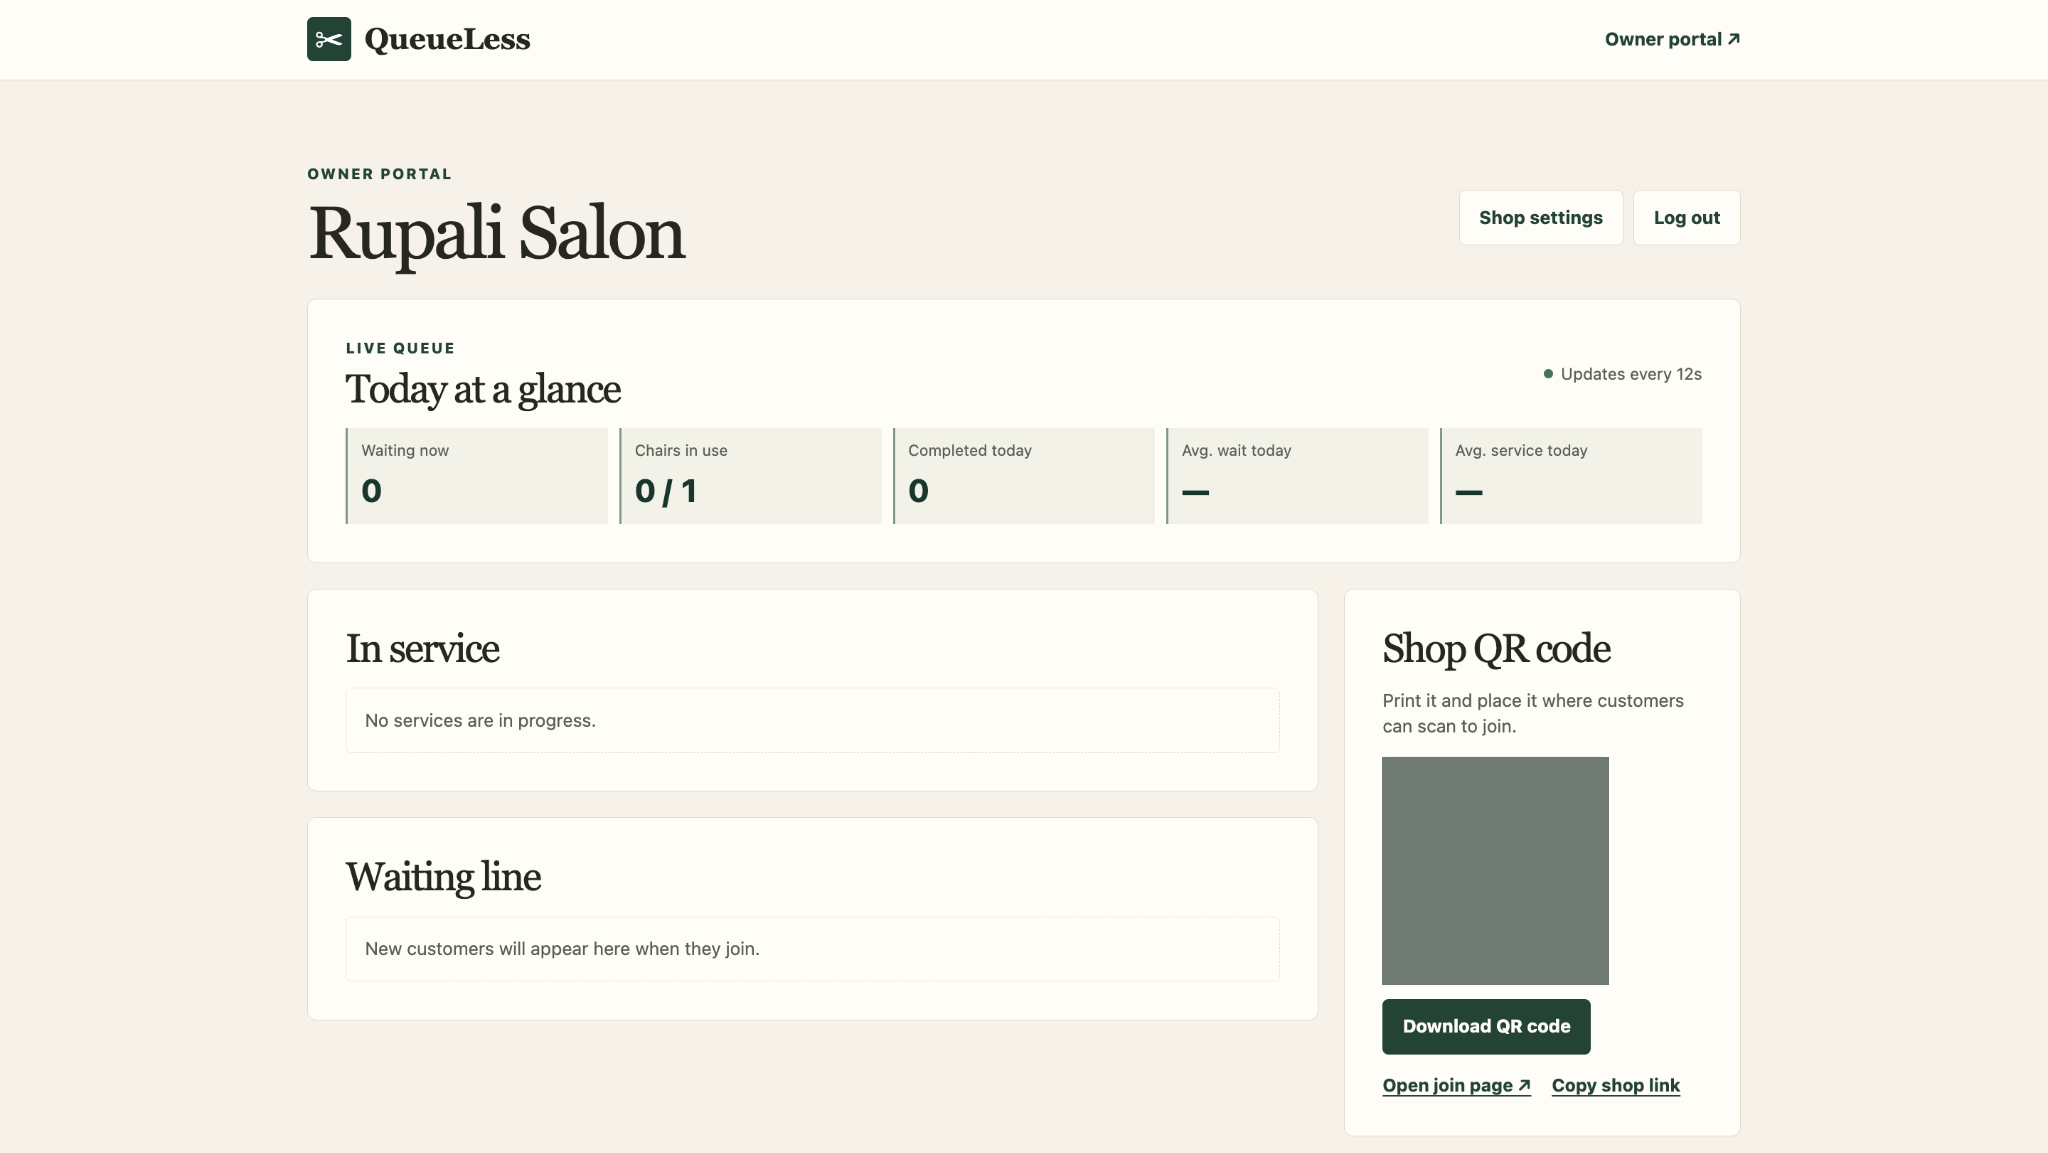 QueueLess
Owner portal ↗
OWNER PORTAL
Rupali Salon
Shop settings
Log out
LIVE QUEUE
Today at a glance
Updates every 12s
Waiting now
0
Chairs in use
0 / 1
Completed today
0
Avg. wait today
—
Avg. service today
—
In service
No services are in progress.
Waiting line
New customers will appear here when they join.
Shop QR code
Print it and place it where customers
can scan to join.
Download QR code
Open join page ↗
Copy shop link